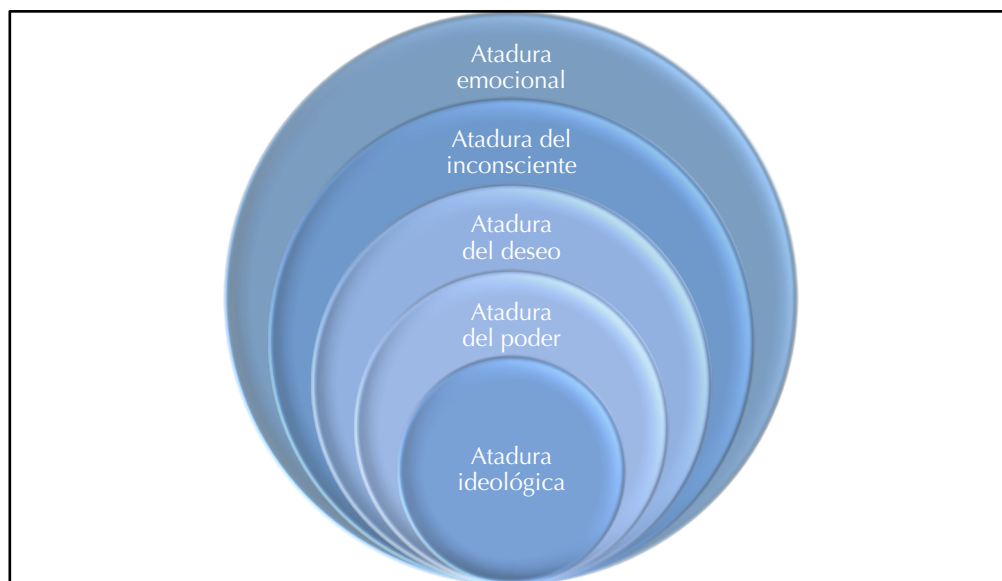 Atadura
emocional
Atadura del
inconsciente
Atadura
del deseo
Atadura
del poder
Atadura
ideológica